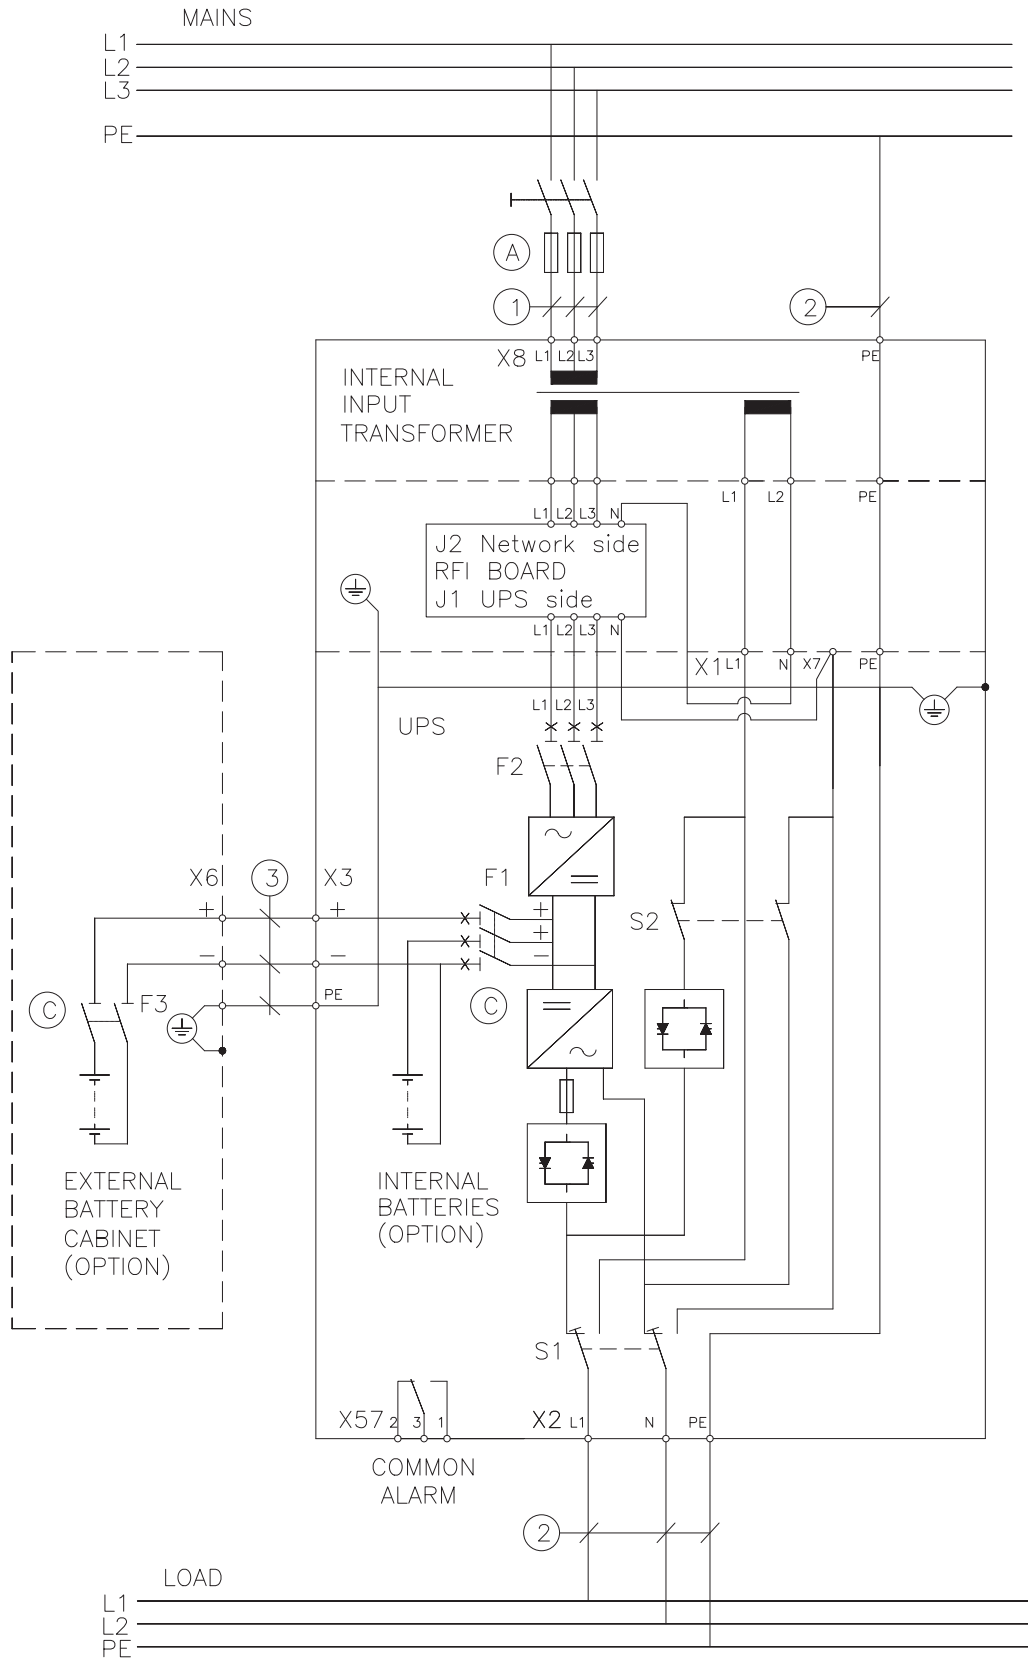 MAINS
L1
L2
L3
PE
A
1
2
X8 L1 L2 L3
PE
INTERNAL
INPUT
TRANSFORMER
L1 L2 PE
L1 L2 L3 N
J2 Network side
RFI BOARD
J1 UPS side
L1 L2 L3 N
X1 L1 N X7 PE
L1 L2 L3
UPS
F2
X6 3 X3 F1
+ + +
+
− − −
S2
PE
C F3 C
EXTERNAL
BATTERY
CABINET
(OPTION)
INTERNAL
BATTERIES
(OPTION)
S1
X57 2 3 1
X2 L1 N PE
COMMON
ALARM
2
LOAD
L1
L2
PE